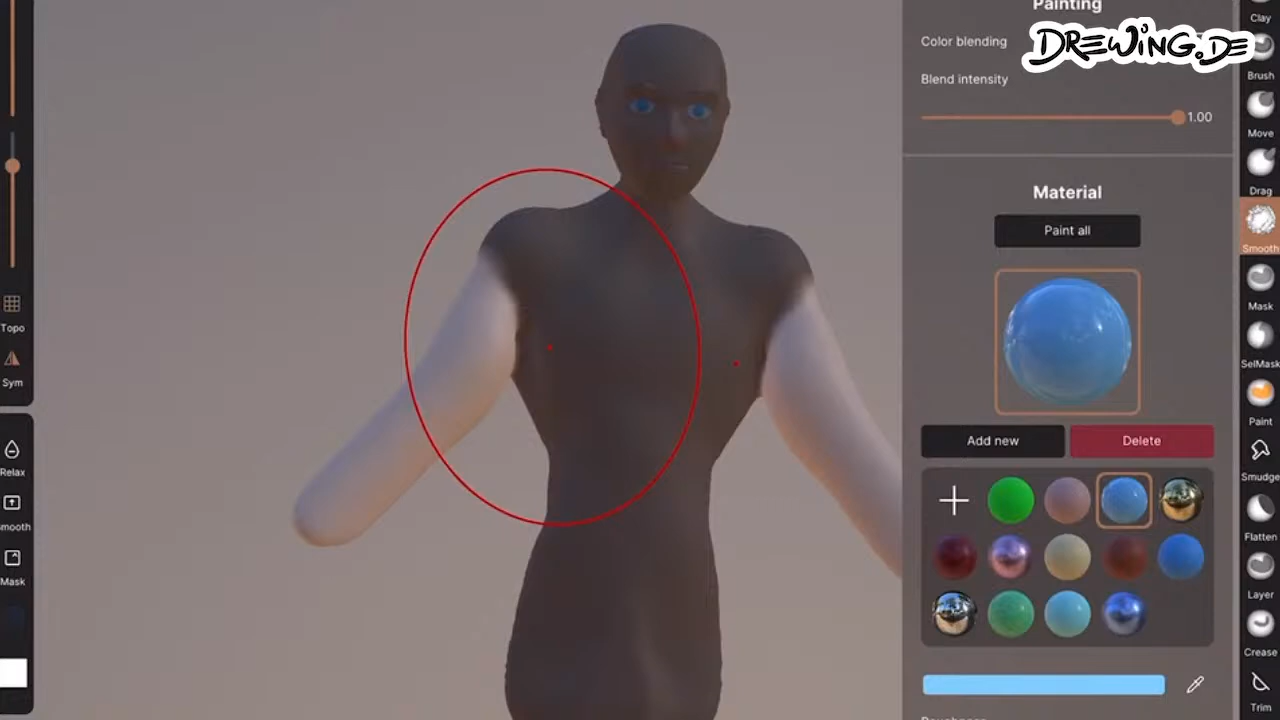 Painting
Color blending
Blend intensity
1.00
Material
Paint all
Add new
Delete
DREWING.DE
Clay
Brush
Move
Drag
Smooth
Mask
SelMask
Paint
Smudge
Flatten
Layer
Crease
Trim
Topo
Sym
Relax
mooth
Mask